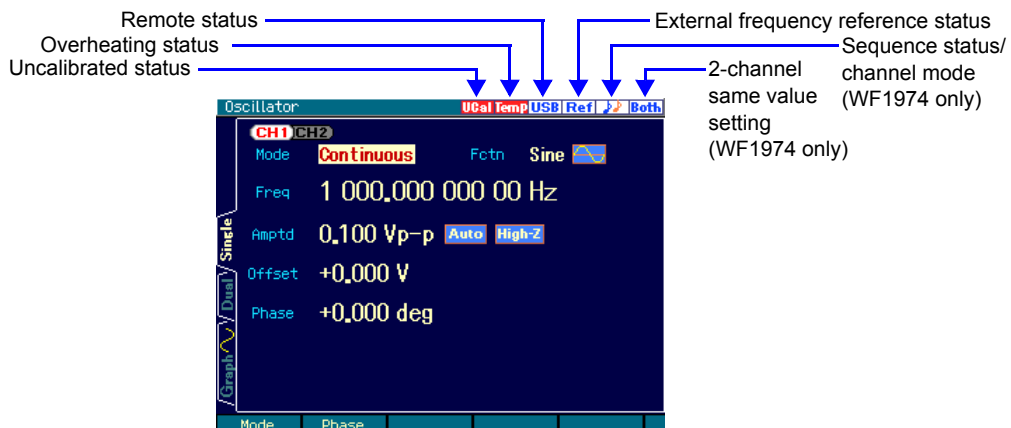 Remote status
External frequency reference status
Overheating status
Sequence status/
channel mode
(WF1974 only)
Uncalibrated status
2-channel
same value
setting
(WF1974 only)
Oscillator UCal Temp USB Ref Both
CH1 CH2
Mode Continuous Fctn Sine
Freq 1 000.000 000 00 Hz
Amptd 0.100 Vp-p Auto High-Z
Offset +0.000 V
Phase +0.000 deg
Single
Dual
Graph
Mode Phase